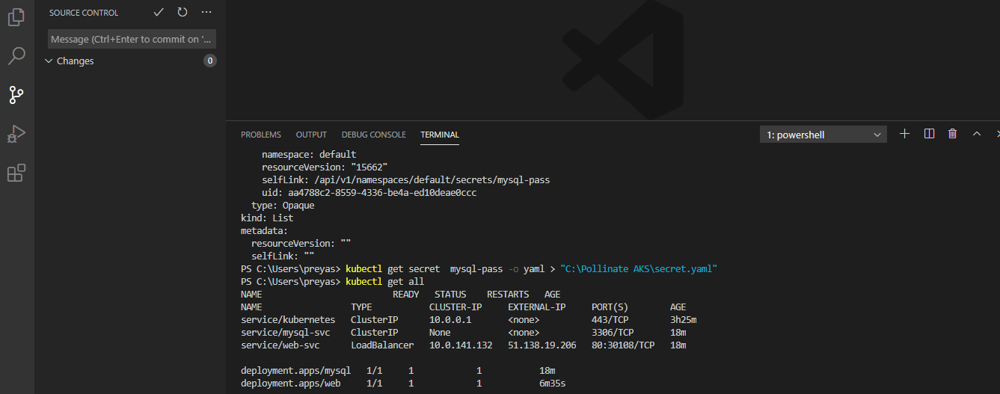 SOURCE CONTROL
Message (Ctrl+Enter to commit on '...
Changes
0
PROBLEMS OUTPUT DEBUG CONSOLE TERMINAL
1: powershell
namespace: default
resourceVersion: "15662"
selfLink: /api/v1/namespaces/default/secrets/mysql-pass
uid: aa4788c2-8559-4336-be4a-ed10deae0ccc
type: Opaque
kind: List
metadata:
resourceVersion: ""
selfLink: ""
PS C:\Users\preyas> kubectl get secret  mysql-pass -o yaml > "C:\Pollinate AKS\secret.yaml"
PS C:\Users\preyas> kubectl get all
NAME READY STATUS RESTARTS AGE
NAME TYPE CLUSTER-IP EXTERNAL-IP PORT(S) AGE
service/kubernetes ClusterIP 10.0.0.1 <none> 443/TCP 3h25m
service/mysql-svc ClusterIP None <none> 3306/TCP 18m
service/web-svc LoadBalancer 10.0.141.132 51.138.19.206 80:30108/TCP 18m
deployment.apps/mysql 1/1 1 1 18m
deployment.apps/web 1/1 1 1 6m35s